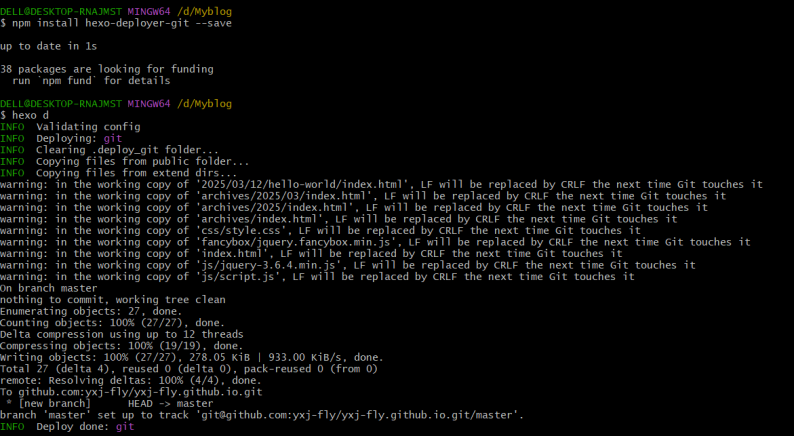 DELL@DESKTOP-RNAJMST MINGW64 /d/Myblog
$ npm install hexo-deployer-git --save
up to date in 1s
38 packages are looking for funding
  run `npm fund` for details
DELL@DESKTOP-RNAJMST MINGW64 /d/Myblog
$ hexo d
INFO  Validating config
INFO  Deploying: git
INFO  Clearing .deploy_git folder...
INFO  Copying files from public folder...
INFO  Copying files from extend dirs...
warning: in the working copy of '2025/03/12/hello-world/index.html', LF will be replaced by CRLF the next time Git touches it
warning: in the working copy of 'archives/2025/03/index.html', LF will be replaced by CRLF the next time Git touches it
warning: in the working copy of 'archives/2025/index.html', LF will be replaced by CRLF the next time Git touches it
warning: in the working copy of 'archives/index.html', LF will be replaced by CRLF the next time Git touches it
warning: in the working copy of 'css/style.css', LF will be replaced by CRLF the next time Git touches it
warning: in the working copy of 'fancybox/jquery.fancybox.min.js', LF will be replaced by CRLF the next time Git touches it
warning: in the working copy of 'index.html', LF will be replaced by CRLF the next time Git touches it
warning: in the working copy of 'js/jquery-3.6.4.min.js', LF will be replaced by CRLF the next time Git touches it
warning: in the working copy of 'js/script.js', LF will be replaced by CRLF the next time Git touches it
On branch master
nothing to commit, working tree clean
Enumerating objects: 27, done.
Counting objects: 100% (27/27), done.
Delta compression using up to 12 threads
Compressing objects: 100% (19/19), done.
Writing objects: 100% (27/27), 278.05 KiB | 933.00 KiB/s, done.
Total 27 (delta 4), reused 0 (delta 0), pack-reused 0 (from 0)
remote: Resolving deltas: 100% (4/4), done.
To github.com:yxj-fly/yxj-fly.github.io.git
 * [new branch]      HEAD -> master
branch 'master' set up to track 'git@github.com:yxj-fly/yxj-fly.github.io.git/master'.
INFO  Deploy done: git